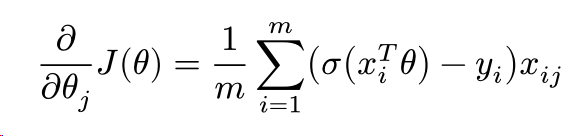 ∂/∂θ_j J(θ) = 1/m ∑_{i=1}^{m} (σ(x_i^T θ) − y_i)x_{ij}